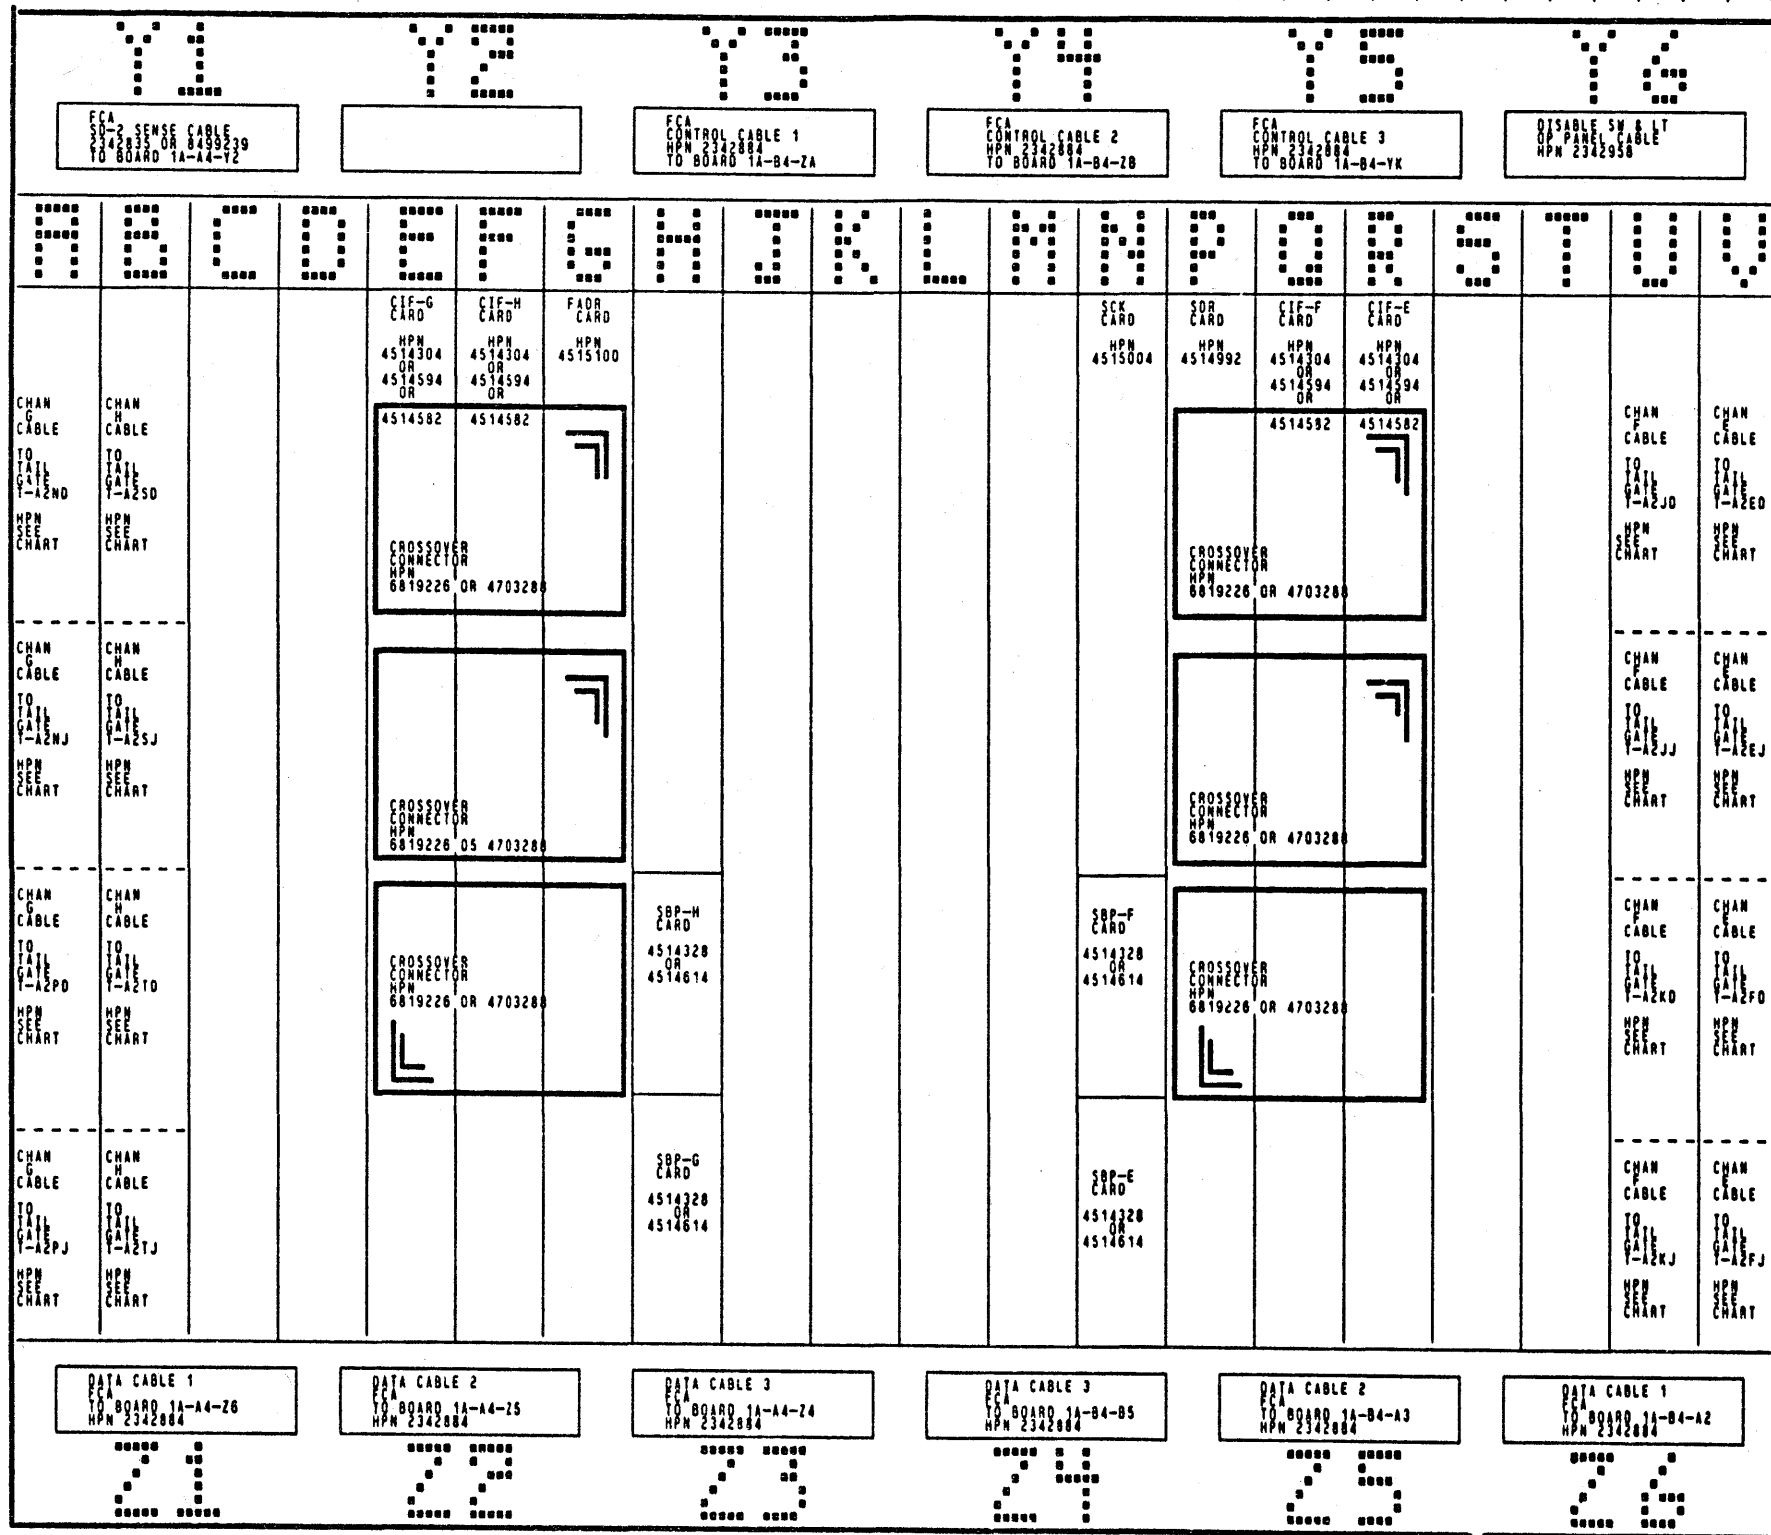 Y1 Y2 Y3 Y4 Y5 Y6
FCA
SD-2 SENSE CABLE
2342835 OR 8499239
TO BOARD 1A-A4-Y2
FCA
CONTROL CABLE 1
HPN 2342884
TO BOARD 1A-B4-ZA
FCA
CONTROL CABLE 2
HPN 2342884
TO BOARD 1A-B4-ZB
FCA
CONTROL CABLE 3
HPN 2342884
TO BOARD 1A-B4-YK
DISABLE SW & LT
OP PANEL CABLE
HPN 2342958
A B C D E F G H J K L M N P Q R S T U V
CIF-G
CARD
HPN
4514304
OR
4514594
OR
4514582
CIF-H
CARD
HPN
4514304
OR
4514594
OR
4514582
FADR
CARD
HPN
4515100
SCK
CARD
HPN
4515004
SDR
CARD
HPN
4514992
CIF-F
CARD
HPN
4514304
OR
4514594
OR
4514582
CIF-E
CARD
HPN
4514304
OR
4514594
OR
4514582
CHAN
G
CABLE
TO
TAIL
GATE
T-A2ND
HPN
SEE
CHART
CHAN
H
CABLE
TO
TAIL
GATE
T-A2SD
HPN
SEE
CHART
CROSSOVER
CONNECTOR
HPN
6819226 OR 4703288
CROSSOVER
CONNECTOR
HPN
6819226 OR 4703288
CHAN
F
CABLE
TO
TAIL
GATE
T-A2JD
HPN
SEE
CHART
CHAN
E
CABLE
TO
TAIL
GATE
T-A2ED
HPN
SEE
CHART
CHAN
G
CABLE
TO
TAIL
GATE
T-A2NJ
HPN
SEE
CHART
CHAN
H
CABLE
TO
TAIL
GATE
T-A2SJ
HPN
SEE
CHART
CROSSOVER
CONNECTOR
HPN
6819226 O5 4703288
CROSSOVER
CONNECTOR
HPN
6819226 OR 4703288
CHAN
F
CABLE
TO
TAIL
GATE
T-A2JJ
HPN
SEE
CHART
CHAN
E
CABLE
TO
TAIL
GATE
T-A2EJ
HPN
SEE
CHART
CHAN
G
CABLE
TO
TAIL
GATE
T-A2PD
HPN
SEE
CHART
CHAN
H
CABLE
TO
TAIL
GATE
T-A2TD
HPN
SEE
CHART
CROSSOVER
CONNECTOR
HPN
6819226 OR 4703288
SBP-H
CARD
4514328
OR
4514614
SBP-F
CARD
4514328
OR
4514614
CROSSOVER
CONNECTOR
HPN
6819226 OR 4703288
CHAN
F
CABLE
TO
TAIL
GATE
T-A2KD
HPN
SEE
CHART
CHAN
E
CABLE
TO
TAIL
GATE
T-A2FD
HPN
SEE
CHART
CHAN
G
CABLE
TO
TAIL
GATE
T-A2PJ
HPN
SEE
CHART
CHAN
H
CABLE
TO
TAIL
GATE
T-A2TJ
HPN
SEE
CHART
SBP-G
CARD
4514328
OR
4514614
SBP-E
CARD
4514328
OR
4514614
CHAN
F
CABLE
TO
TAIL
GATE
T-A2KJ
HPN
SEE
CHART
CHAN
E
CABLE
TO
TAIL
GATE
T-A2FJ
HPN
SEE
CHART
DATA CABLE 1
FCA
TO BOARD 1A-A4-Z6
HPN 2342884
DATA CABLE 2
FCA
TO BOARD 1A-A4-Z5
HPN 2342884
DATA CABLE 3
FCA
TO BOARD 1A-A4-Z4
HPN 2342884
DATA CABLE 3
FCA
TO BOARD 1A-B4-B5
HPN 2342884
DATA CABLE 2
FCA
TO BOARD 1A-B4-A3
HPN 2342884
DATA CABLE 1
FCA
TO BOARD 1A-B4-A2
HPN 2342884
Z1 Z2 Z3 Z4 Z5 Z6